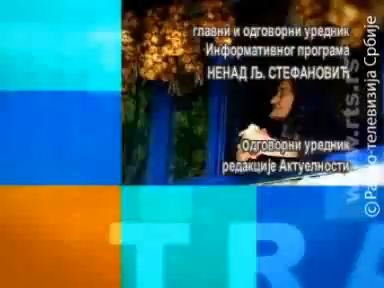 главни и одговорни уредник
Информативног програма
НЕНАД Љ. СТЕФАНОВИЋ
Одговорни уредник
редакције Актуелности
TRA
www.rts.rs
© Радио-телевизија Србије